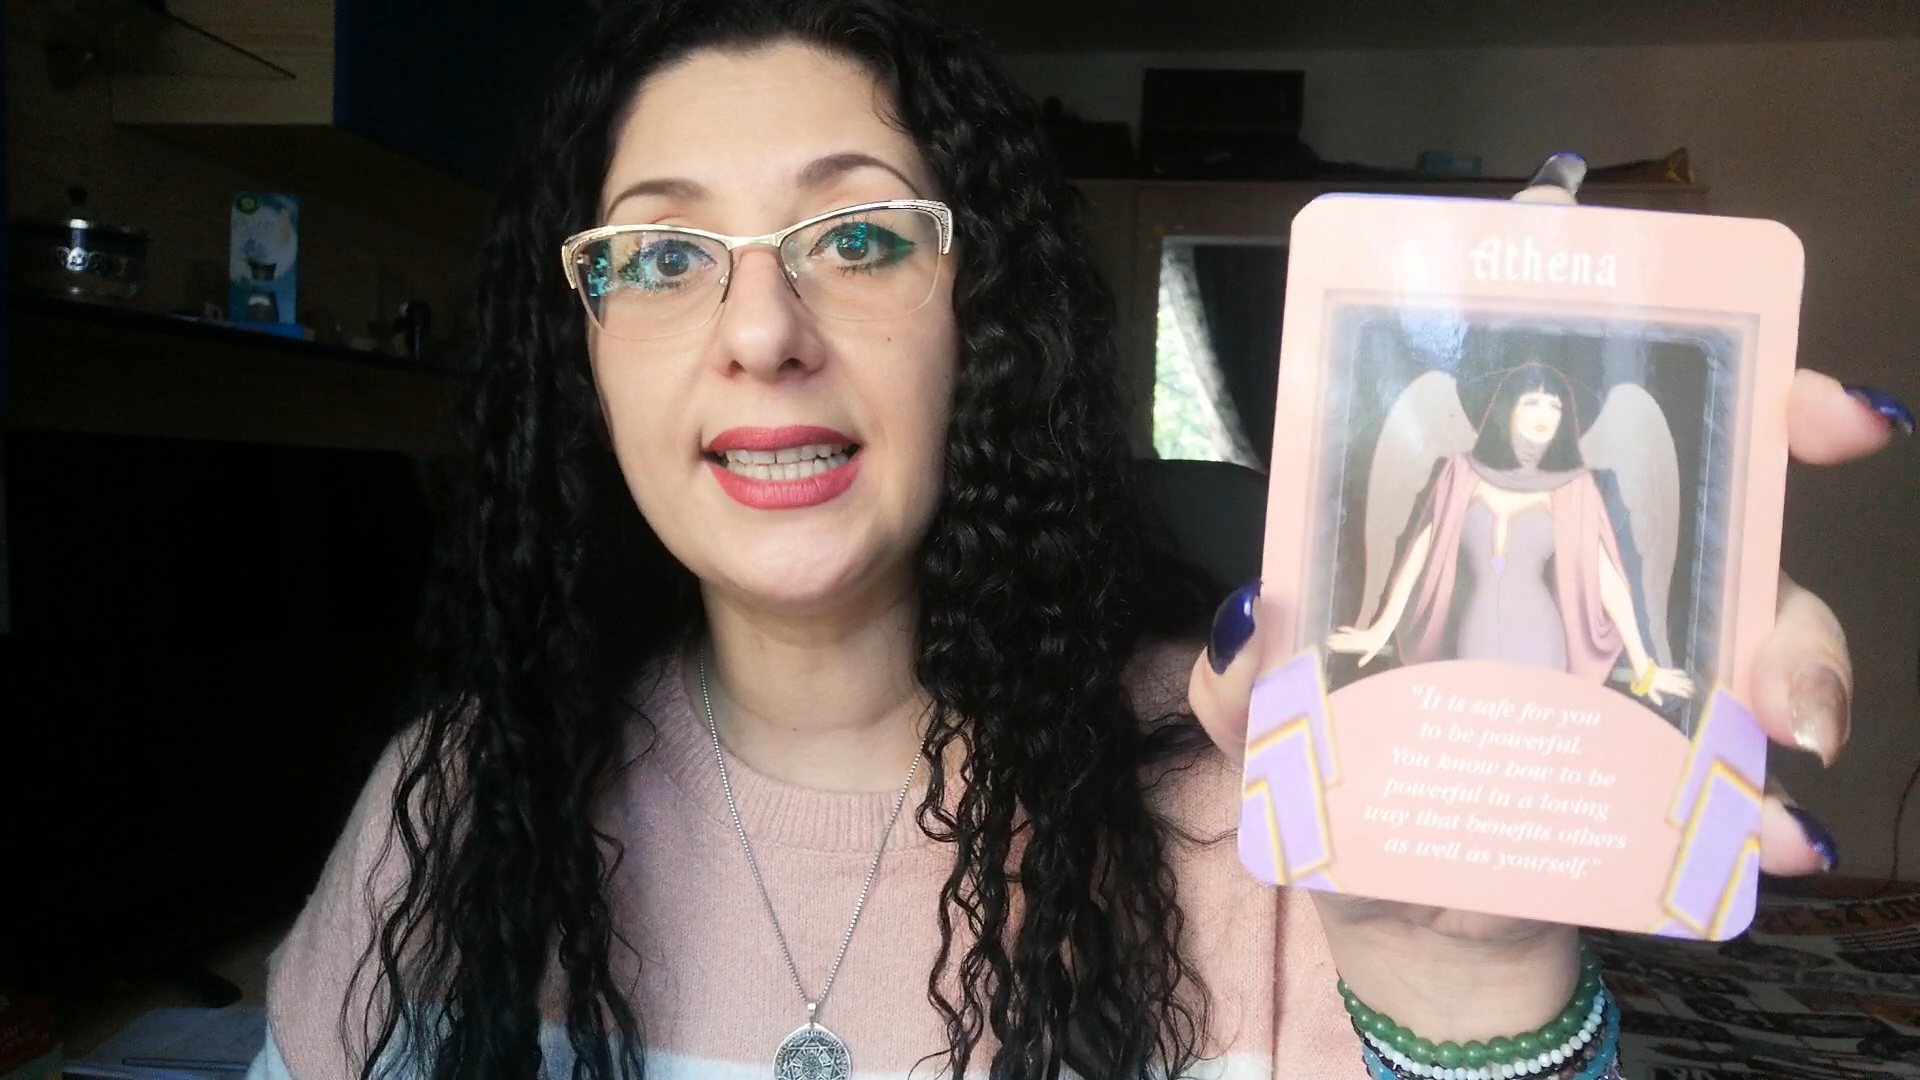 Athena
"It is safe for you
to be powerful.
You know how to be
powerful in a loving
way that benefits others
as well as yourself."